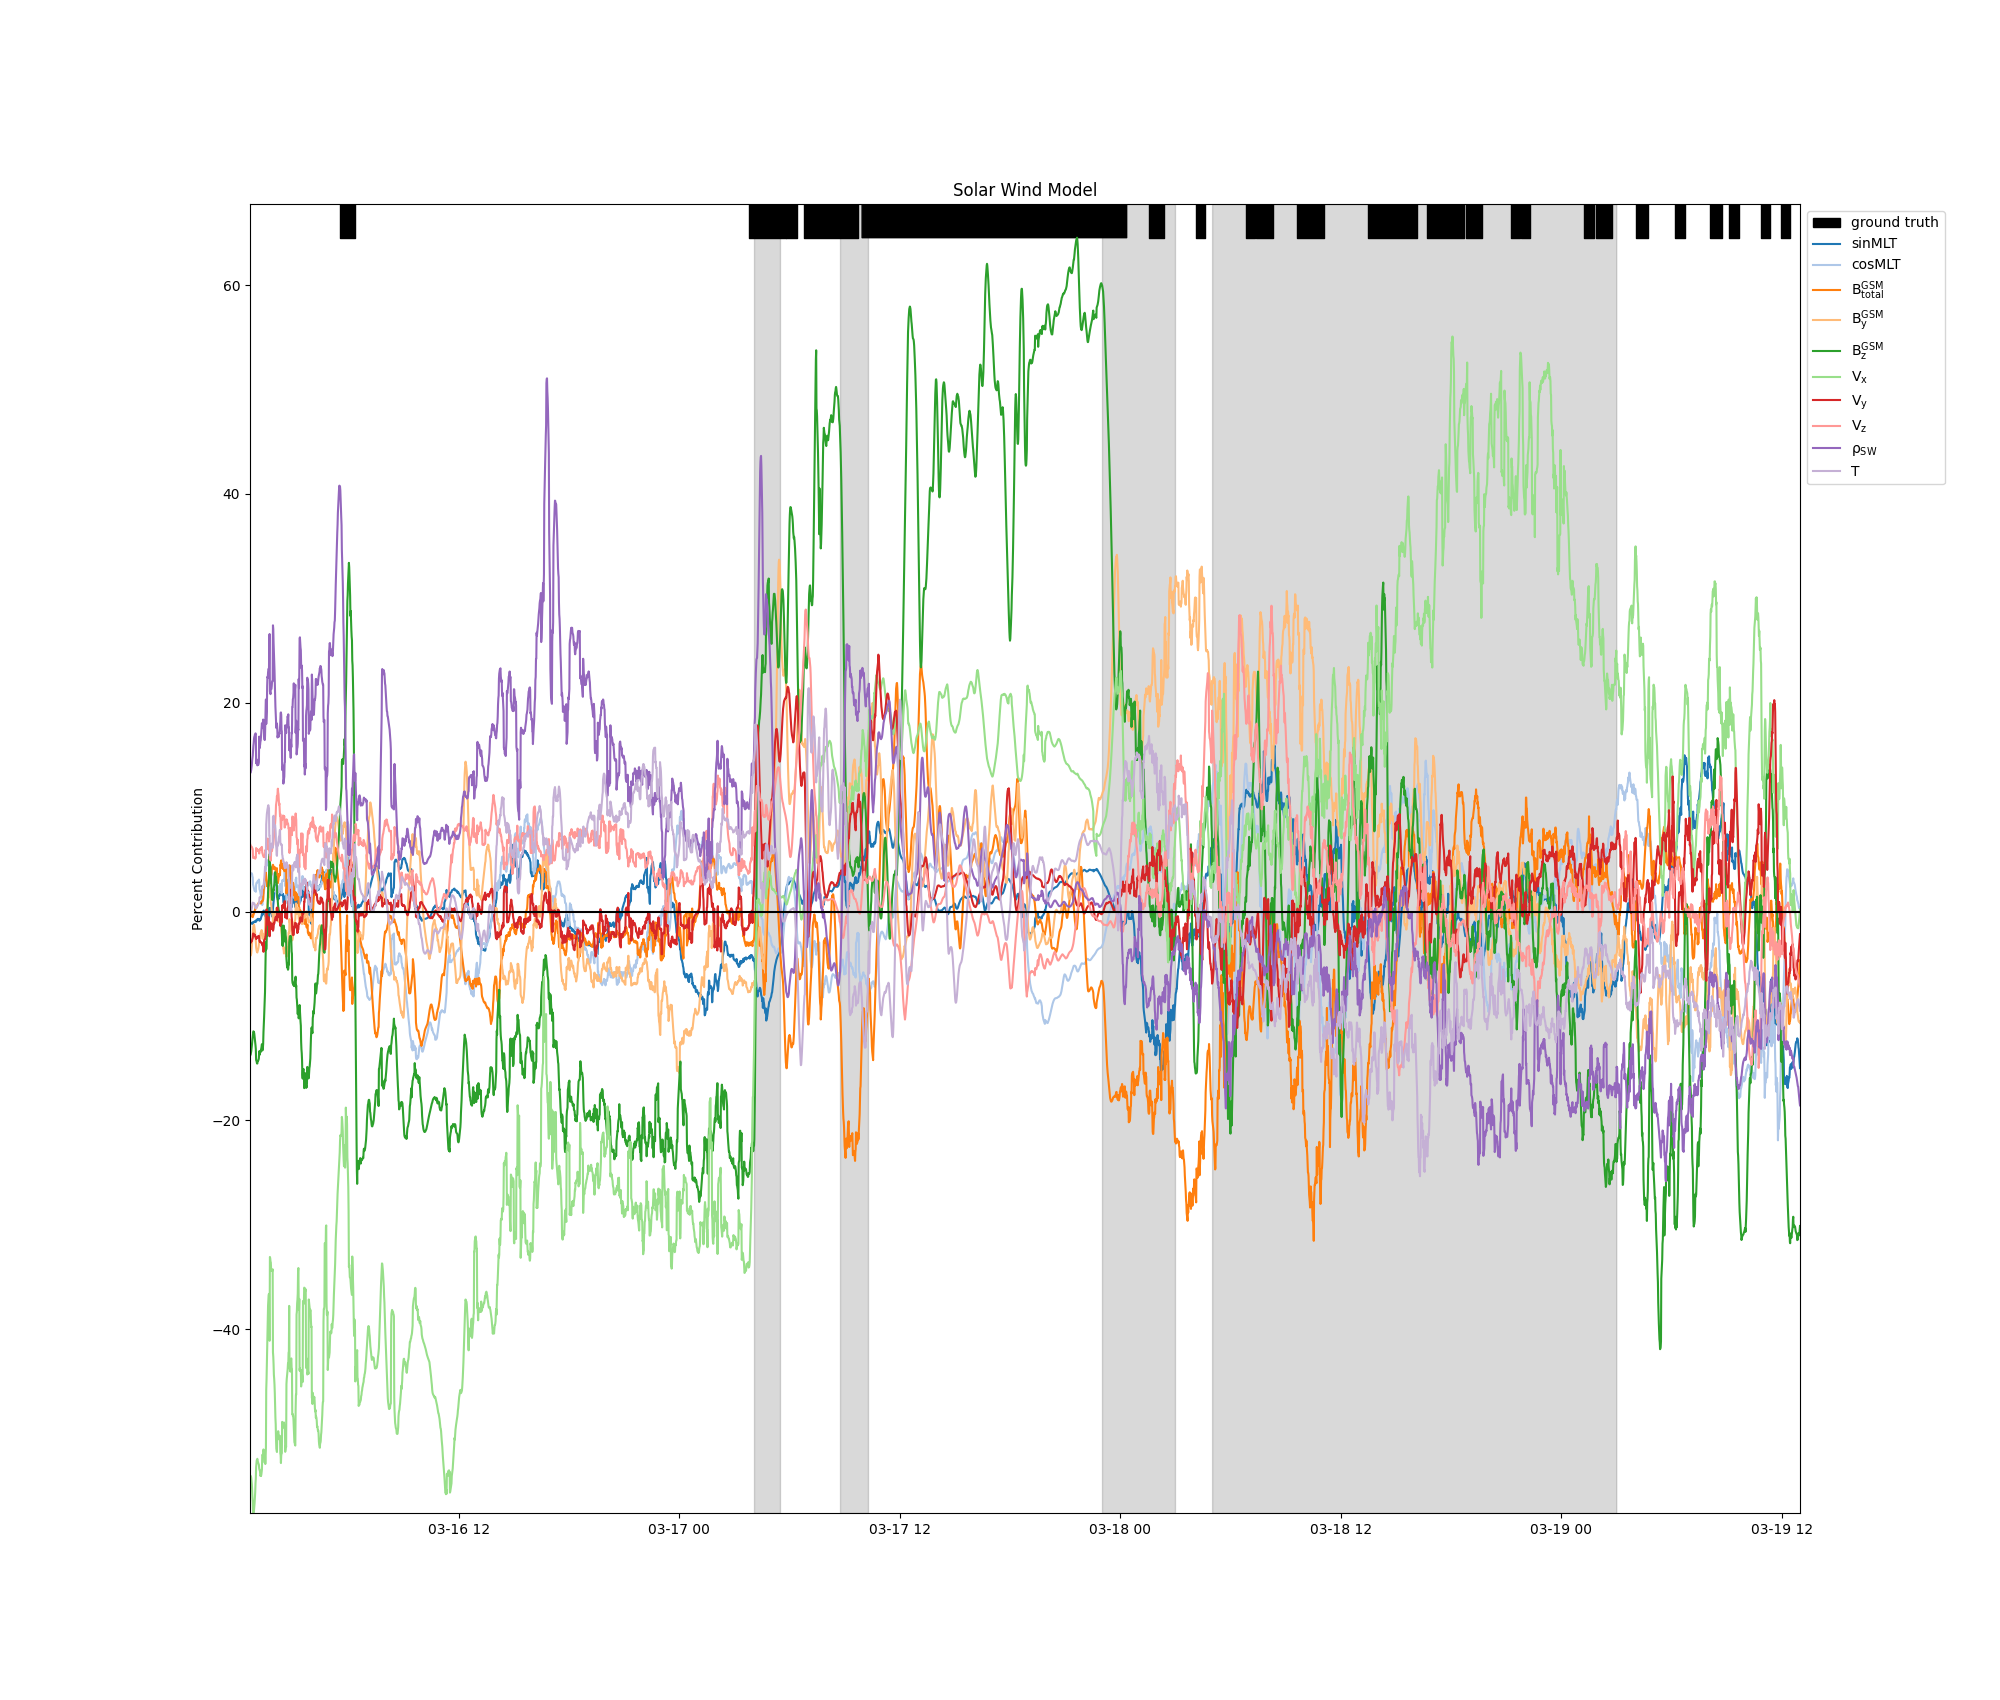 Solar Wind Model
ground truth
sinMLT
cosMLT
B_total^GSM
B_y^GSM
B_z^GSM
V_x
V_y
V_z
ρ_SW
T
Percent Contribution
60
40
20
0
−20
−40
03-16 12
03-17 00
03-17 12
03-18 00
03-18 12
03-19 00
03-19 12